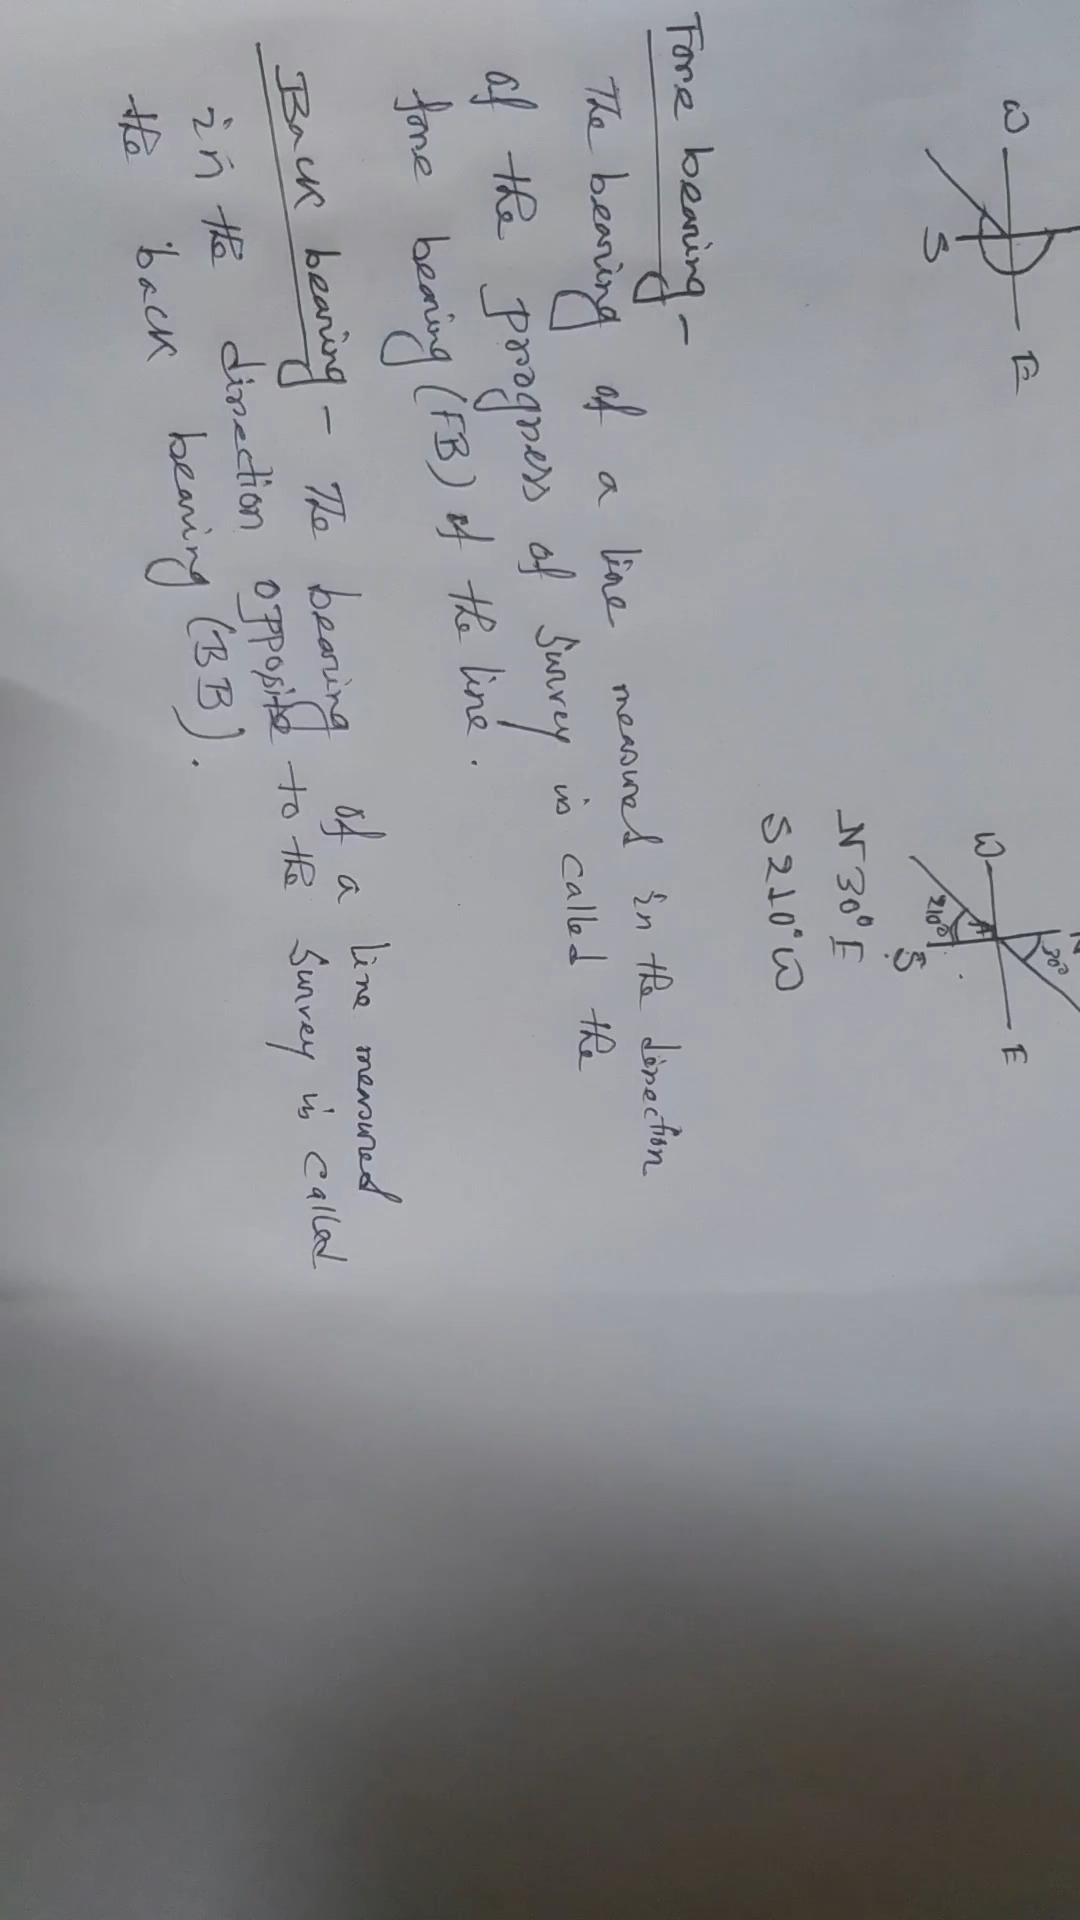 W
E
S
N
30°
W
A
E
210°
S
N 30° E
S 210° W
Fore bearing -
The bearing of a line measured in the direction
of the progress of survey is called the
fore bearing (FB) of the line.
Back bearing - The bearing of a line measured
in the direction opposite to the survey is called
the back bearing (BB).